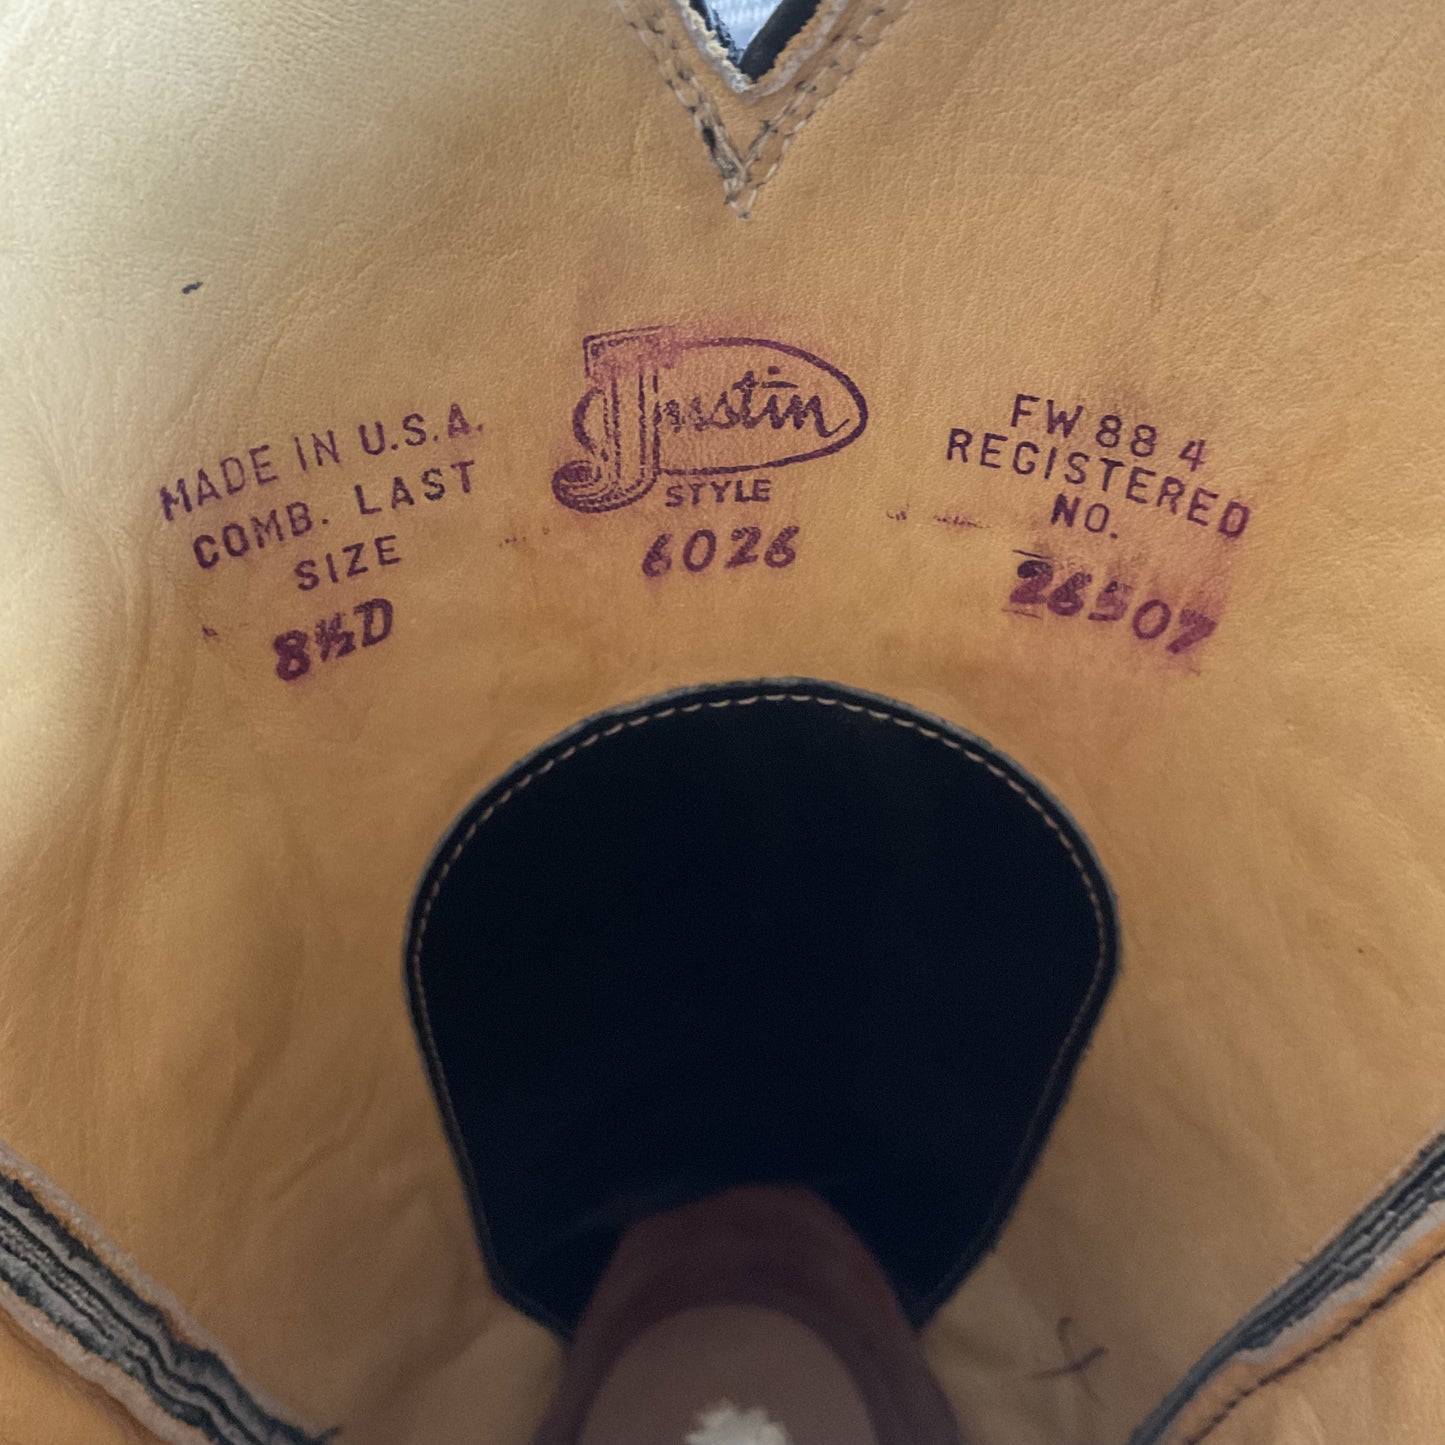 MADE IN U.S.A.
COMB. LAST
SIZE
8½D
Justin
STYLE
6026
FW 88 4
REGISTERED
NO.
26507